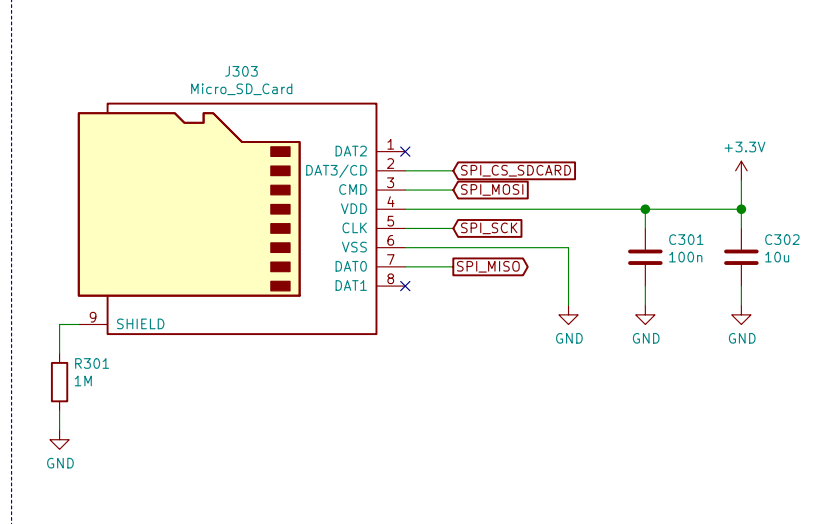 J303
Micro_SD_Card
DAT2 1
DAT3/CD 2 SPI_CS_SDCARD
CMD 3 SPI_MOSI
VDD 4
CLK 5 SPI_SCK
VSS 6
DAT0 7 SPI_MISO
DAT1 8
9 SHIELD
+3.3V
C301
100n
C302
10u
GND
GND
GND
R301
1M
GND